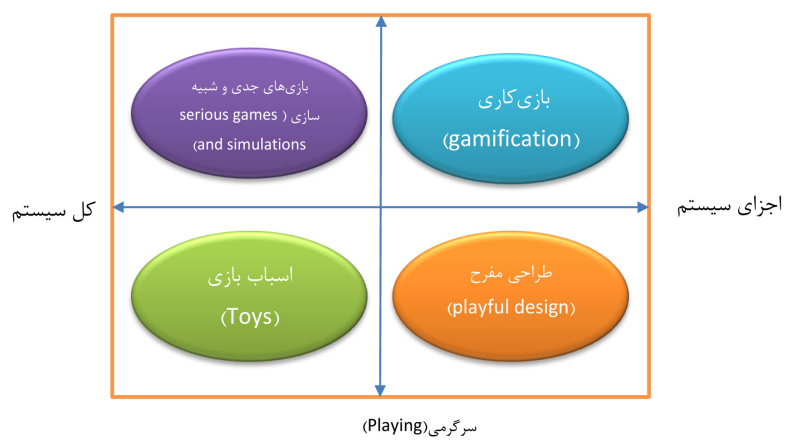 بازی‌های جدی و شبیه
سازی ( serious games
and simulations)
بازی‌کاری
(gamification)
کل سیستم
اجزای سیستم
اسباب بازی
(Toys)
طراحی مفرح
(playful design)
سرگرمی(Playing)